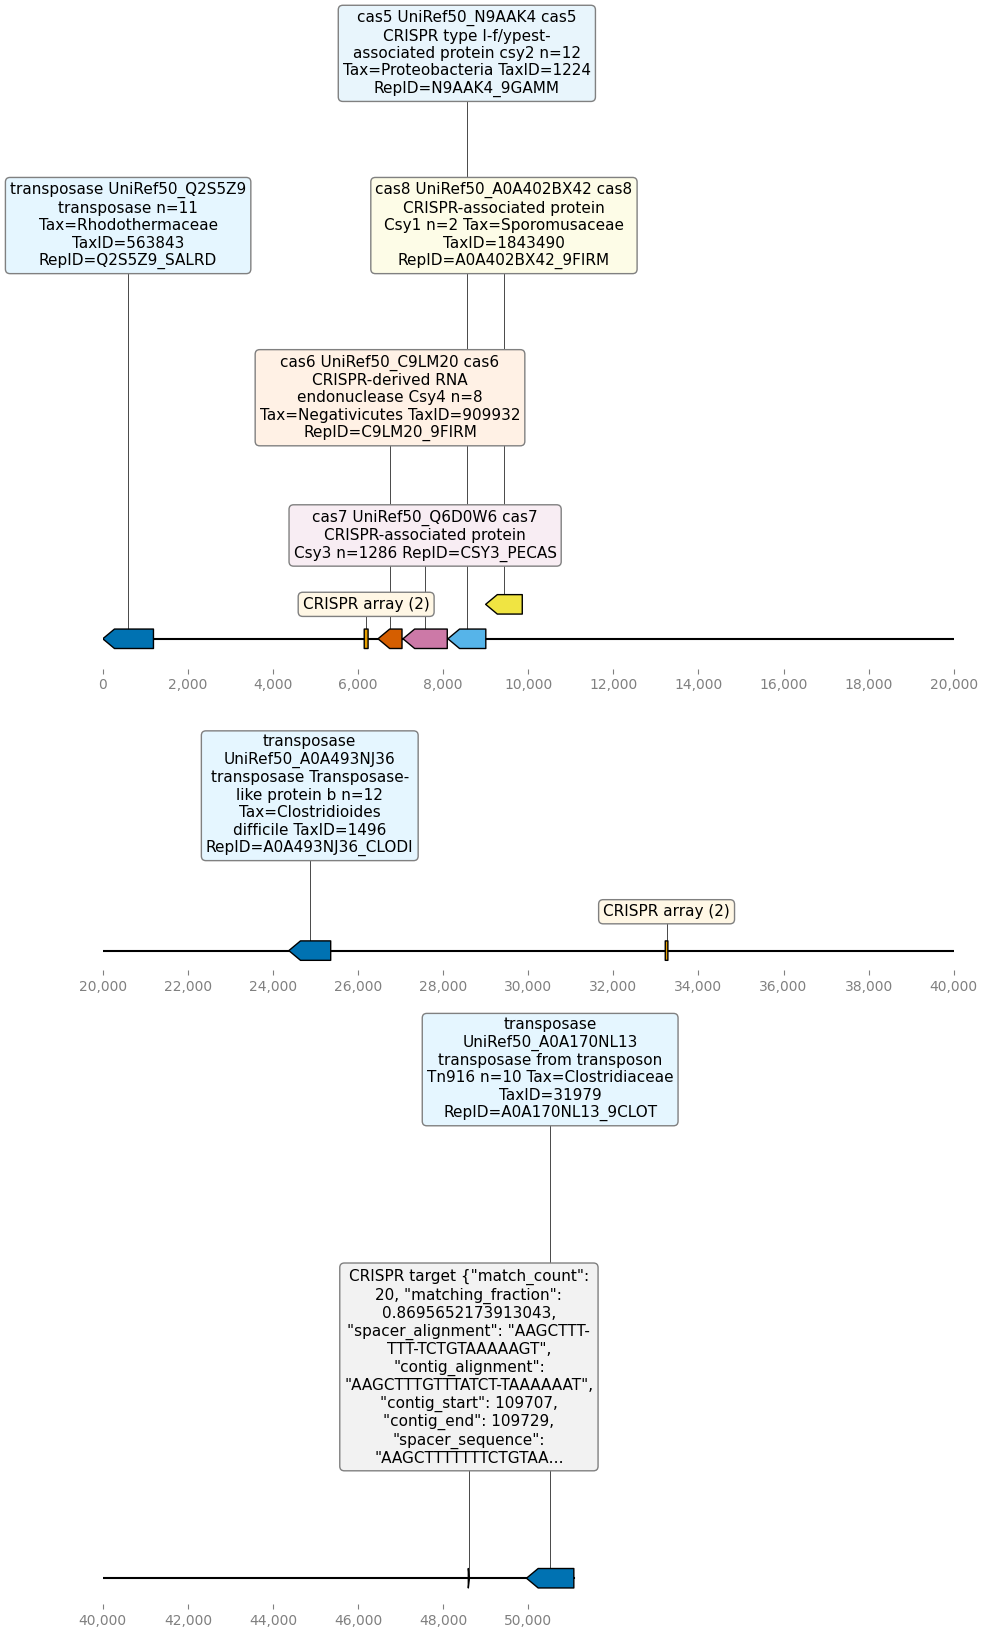 cas5 UniRef50_N9AAK4 cas5
CRISPR type I-f/ypest-
associated protein csy2 n=12
Tax=Proteobacteria TaxID=1224
RepID=N9AAK4_9GAMM
transposase UniRef50_Q2S5Z9
transposase n=11
Tax=Rhodothermaceae
TaxID=563843
RepID=Q2S5Z9_SALRD
cas8 UniRef50_A0A402BX42 cas8
CRISPR-associated protein
Csy1 n=2 Tax=Sporomusaceae
TaxID=1843490
RepID=A0A402BX42_9FIRM
cas6 UniRef50_C9LM20 cas6
CRISPR-derived RNA
endonuclease Csy4 n=8
Tax=Negativicutes TaxID=909932
RepID=C9LM20_9FIRM
cas7 UniRef50_Q6D0W6 cas7
CRISPR-associated protein
Csy3 n=1286 RepID=CSY3_PECAS
CRISPR array (2)
0 2,000 4,000 6,000 8,000 10,000 12,000 14,000 16,000 18,000 20,000
transposase
UniRef50_A0A493NJ36
transposase Transposase-
like protein b n=12
Tax=Clostridioides
difficile TaxID=1496
RepID=A0A493NJ36_CLODI
CRISPR array (2)
20,000 22,000 24,000 26,000 28,000 30,000 32,000 34,000 36,000 38,000 40,000
transposase
UniRef50_A0A170NL13
transposase from transposon
Tn916 n=10 Tax=Clostridiaceae
TaxID=31979
RepID=A0A170NL13_9CLOT
CRISPR target {"match_count":
20, "matching_fraction":
0.8695652173913043,
"spacer_alignment": "AAGCTTT-
TTT-TCTGTAAAAAGT",
"contig_alignment":
"AAGCTTTGTTTATCT-TAAAAAAT",
"contig_start": 109707,
"contig_end": 109729,
"spacer_sequence":
"AAGCTTTTTTTCTGTAA...
40,000 42,000 44,000 46,000 48,000 50,000